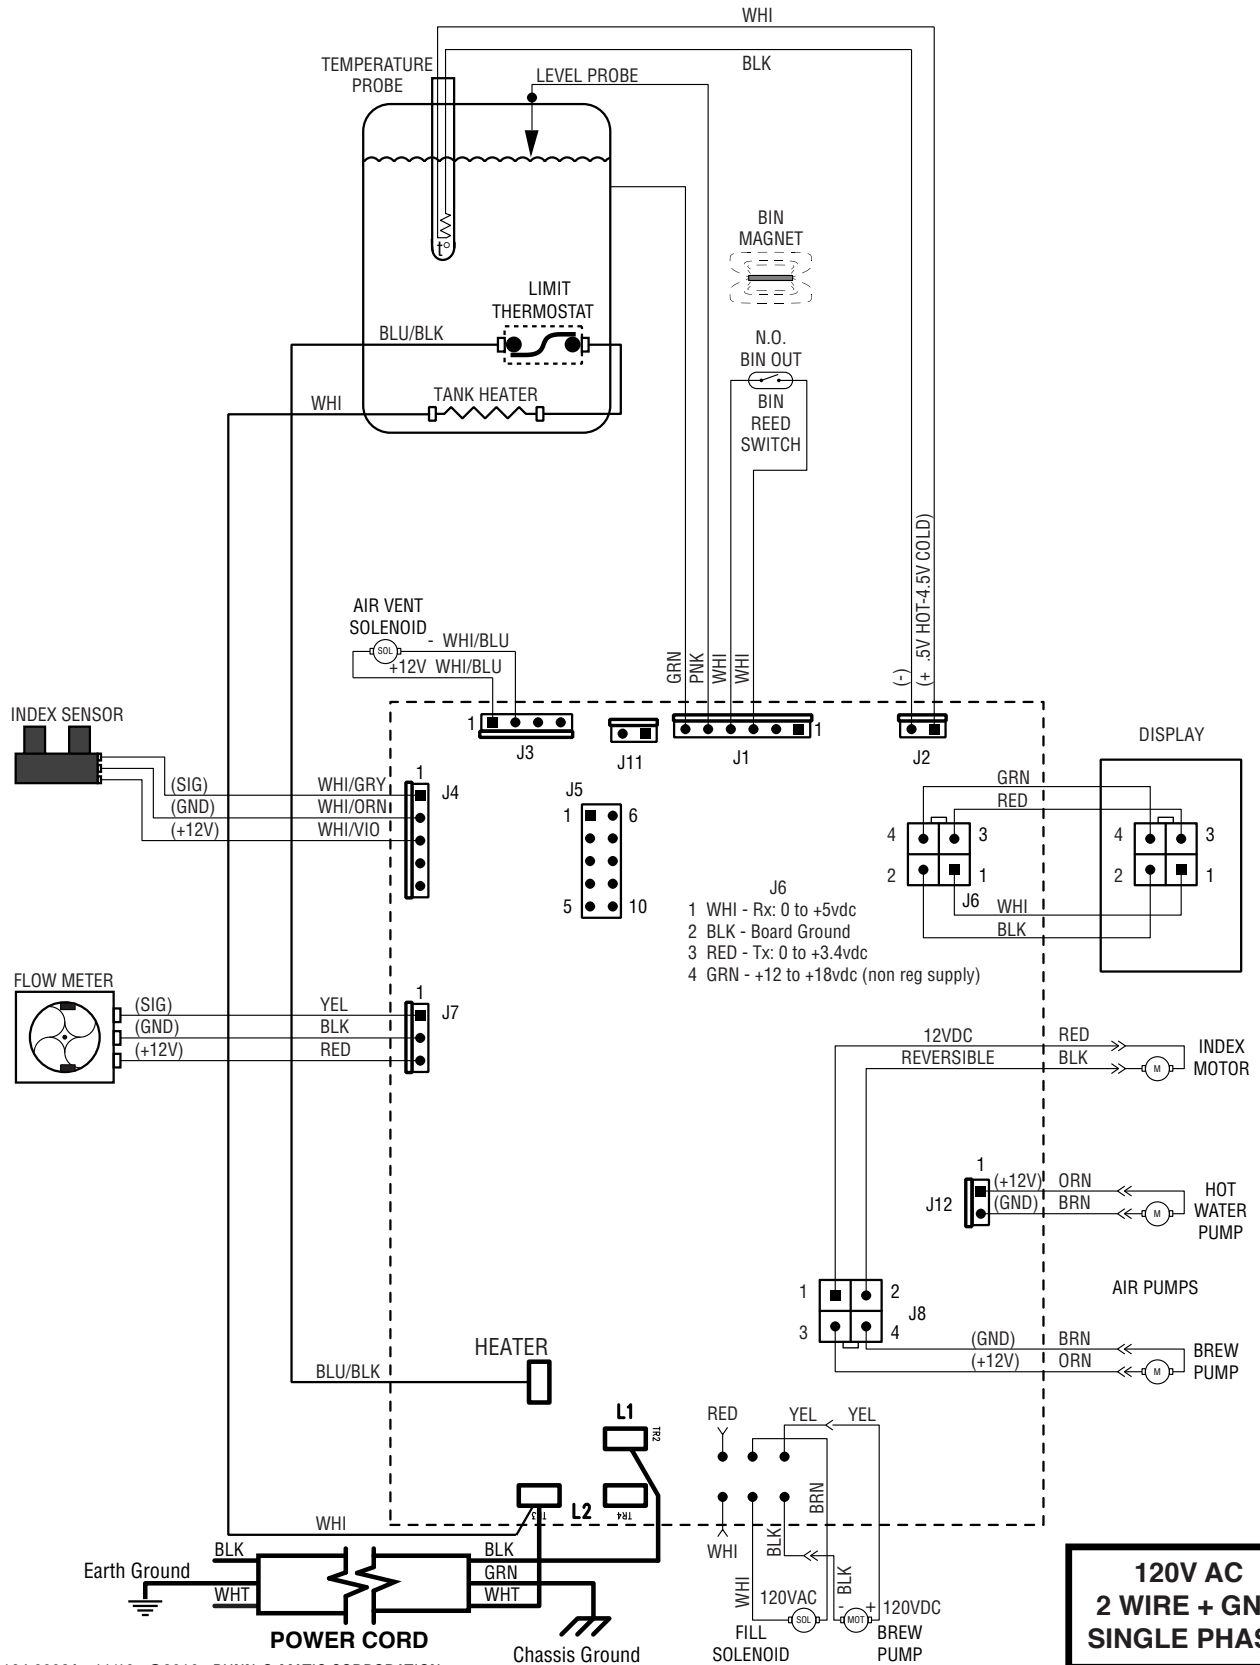 WHI
BLK
TEMPERATURE
PROBE
LEVEL PROBE
t°
BIN
MAGNET
LIMIT
THERMOSTAT
BLU/BLK
N.O.
BIN OUT
BIN
REED
SWITCH
TANK HEATER
WHI
AIR VENT
SOLENOID
SOL
- WHI/BLU
+12V WHI/BLU
GRN
PNK
WHI
WHI
(-)
(+ .5V HOT-4.5V COLD)
INDEX SENSOR
1
J3
J11
1
J1
J2
DISPLAY
(SIG) WHI/GRY
(GND) WHI/ORN
(+12V) WHI/VIO
1
J4
J5
1 6
5 10
GRN
RED
4 3
2 1
J6
WHI
BLK
4 3
2 1
J6
1 WHI - Rx: 0 to +5vdc
2 BLK - Board Ground
3 RED - Tx: 0 to +3.4vdc
4 GRN - +12 to +18vdc (non reg supply)
FLOW METER
(SIG) YEL
(GND) BLK
(+12V) RED
1
J7
12VDC RED
REVERSIBLE BLK
M
INDEX
MOTOR
1
J12
(+12V) ORN
(GND) BRN
M
HOT
WATER
PUMP
AIR PUMPS
1 2
3 4
J8
(GND) BRN
(+12V) ORN
M
BREW
PUMP
HEATER
BLU/BLK
L1
TR2
L2
TR4
RED
YEL YEL
BRN
WHI
BLK
WHI
BLK
120VAC
SOL
FILL
SOLENOID
- +
MOT
120VDC
BREW
PUMP
WHI
BLK
Earth Ground
WHT
BLK
GRN
WHT
POWER CORD
Chassis Ground
120V AC
2 WIRE + GN
SINGLE PHAS